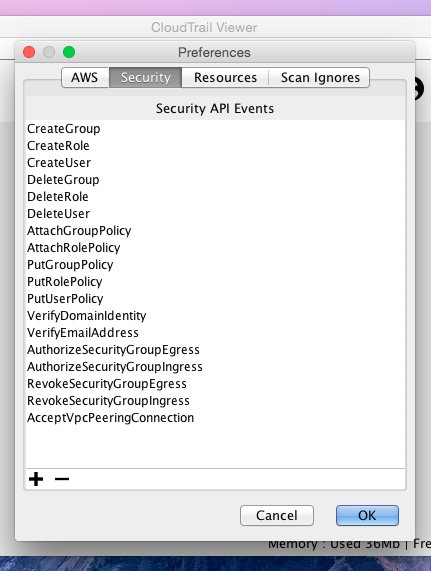 CloudTrail Viewer
Preferences
AWS Security Resources Scan Ignores
Security API Events
CreateGroup
CreateRole
CreateUser
DeleteGroup
DeleteRole
DeleteUser
AttachGroupPolicy
AttachRolePolicy
PutGroupPolicy
PutRolePolicy
PutUserPolicy
VerifyDomainIdentity
VerifyEmailAddress
AuthorizeSecurityGroupEgress
AuthorizeSecurityGroupIngress
RevokeSecurityGroupEgress
RevokeSecurityGroupIngress
AcceptVpcPeeringConnection
Cancel OK
Memory : Used 36Mb | Fre